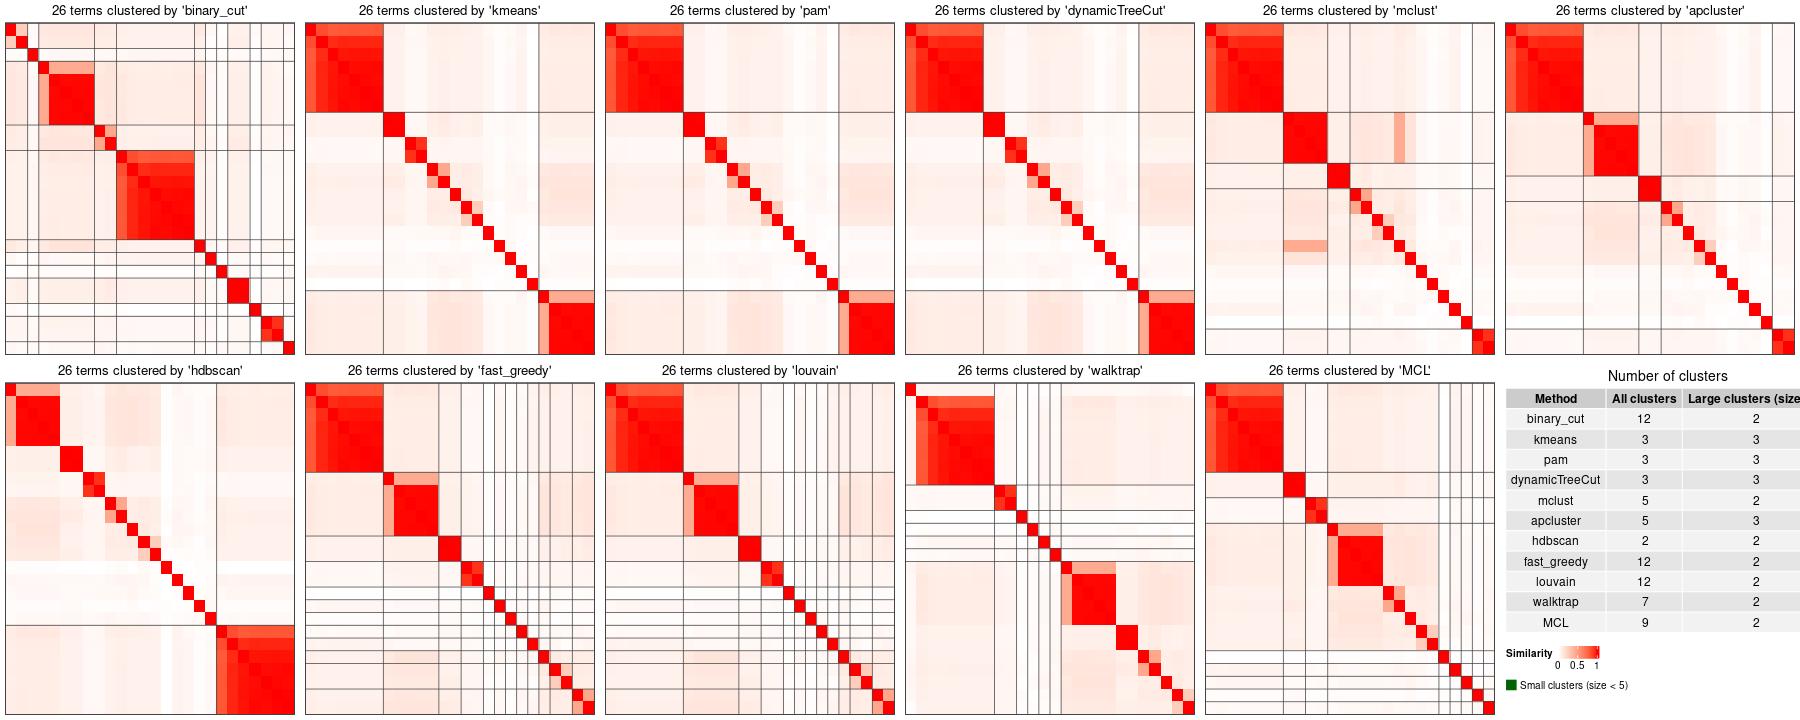 26 terms clustered by 'binary_cut'
26 terms clustered by 'kmeans'
26 terms clustered by 'pam'
26 terms clustered by 'dynamicTreeCut'
26 terms clustered by 'mclust'
26 terms clustered by 'apcluster'
26 terms clustered by 'hdbscan'
26 terms clustered by 'fast_greedy'
26 terms clustered by 'louvain'
26 terms clustered by 'walktrap'
26 terms clustered by 'MCL'
Number of clusters
Method All clusters Large clusters (size
binary_cut 12 2
kmeans 3 3
pam 3 3
dynamicTreeCut 3 3
mclust 5 2
apcluster 5 3
hdbscan 2 2
fast_greedy 12 2
louvain 12 2
walktrap 7 2
MCL 9 2
Similarity
0 0.5 1
Small clusters (size < 5)